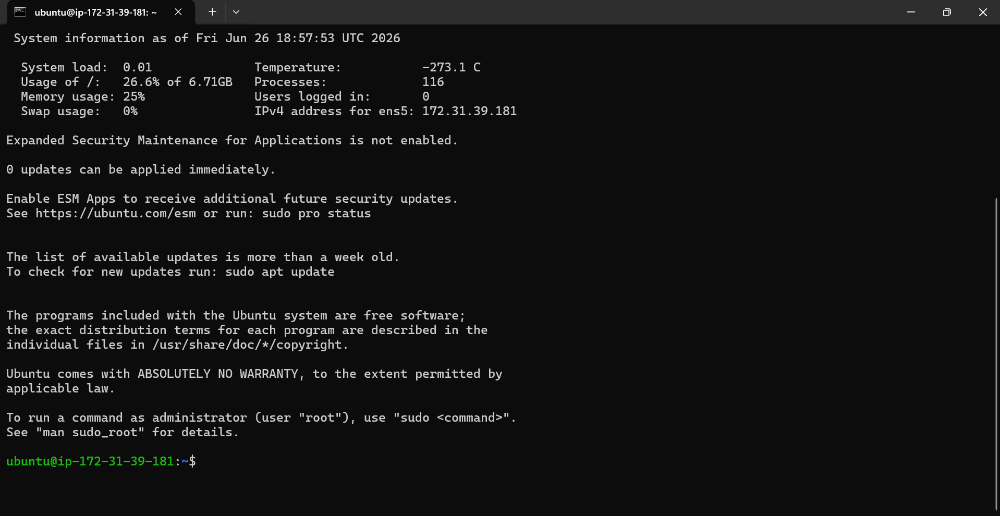 ubuntu@ip-172-31-39-181: ~
System information as of Fri Jun 26 18:57:53 UTC 2026
System load:  0.01              Temperature:           -273.1 C
Usage of /:   26.6% of 6.71GB   Processes:             116
Memory usage: 25%               Users logged in:       0
Swap usage:   0%                IPv4 address for ens5: 172.31.39.181
Expanded Security Maintenance for Applications is not enabled.
0 updates can be applied immediately.
Enable ESM Apps to receive additional future security updates.
See https://ubuntu.com/esm or run: sudo pro status
The list of available updates is more than a week old.
To check for new updates run: sudo apt update
The programs included with the Ubuntu system are free software;
the exact distribution terms for each program are described in the
individual files in /usr/share/doc/*/copyright.
Ubuntu comes with ABSOLUTELY NO WARRANTY, to the extent permitted by
applicable law.
To run a command as administrator (user "root"), use "sudo <command>".
See "man sudo_root" for details.
ubuntu@ip-172-31-39-181:~$